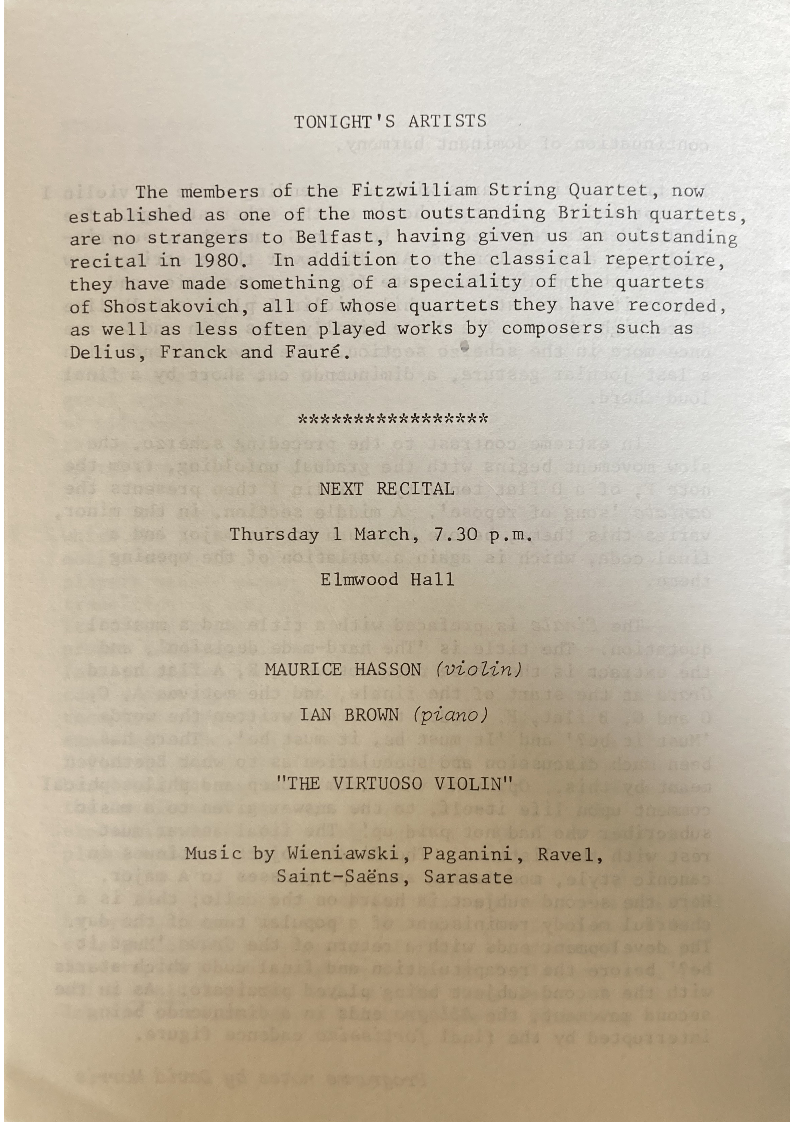 TONIGHT'S ARTISTS
The members of the Fitzwilliam String Quartet, now
established as one of the most outstanding British quartets,
are no strangers to Belfast, having given us an outstanding
recital in 1980. In addition to the classical repertoire,
they have made something of a speciality of the quartets
of Shostakovich, all of whose quartets they have recorded,
as well as less often played works by composers such as
Delius, Franck and Fauré.
*****************
NEXT RECITAL
Thursday 1 March, 7.30 p.m.
Elmwood Hall
MAURICE HASSON (violin)
IAN BROWN (piano)
"THE VIRTUOSO VIOLIN"
Music by Wieniawski, Paganini, Ravel,
Saint-Saëns, Sarasate